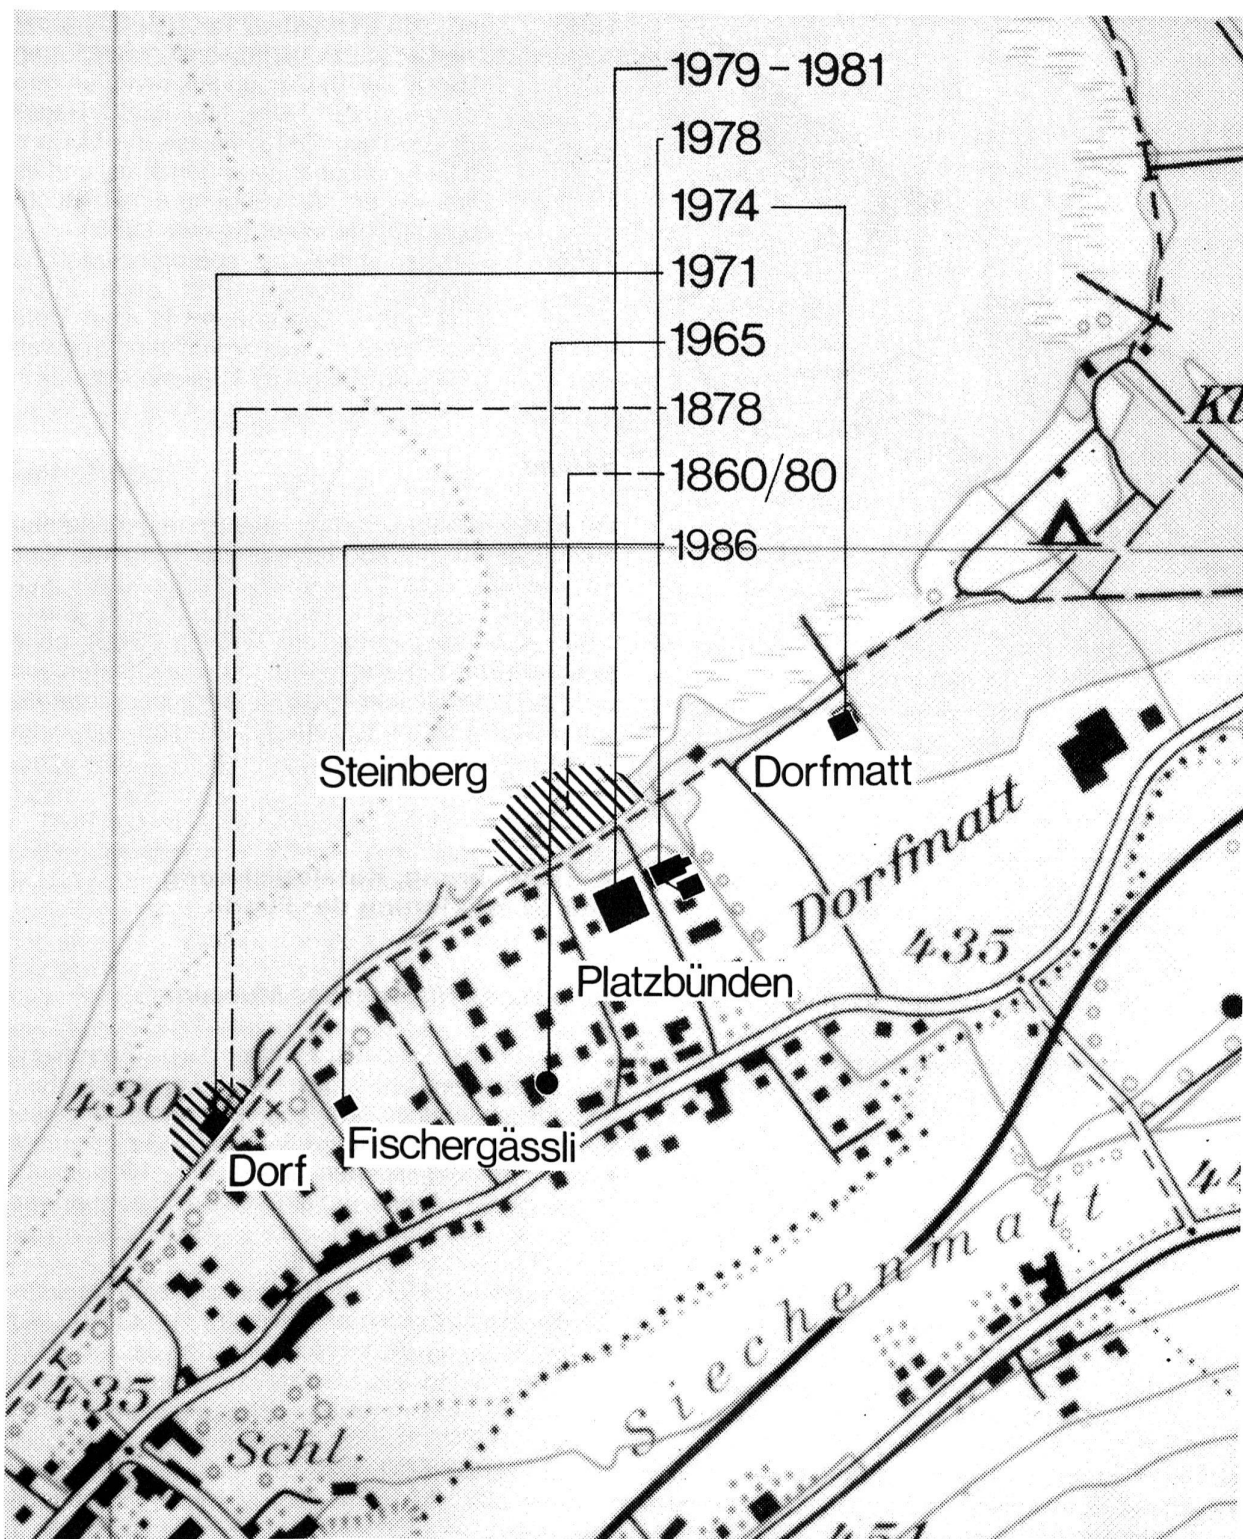 1979 – 1981
1978
1974
1971
1965
1878
1860/80
1986
Steinberg
Dorfmatt
Dorfmatt
435
Platzbünden
430
Fischergässli
Dorf
Siechenmatt
435
Schl.